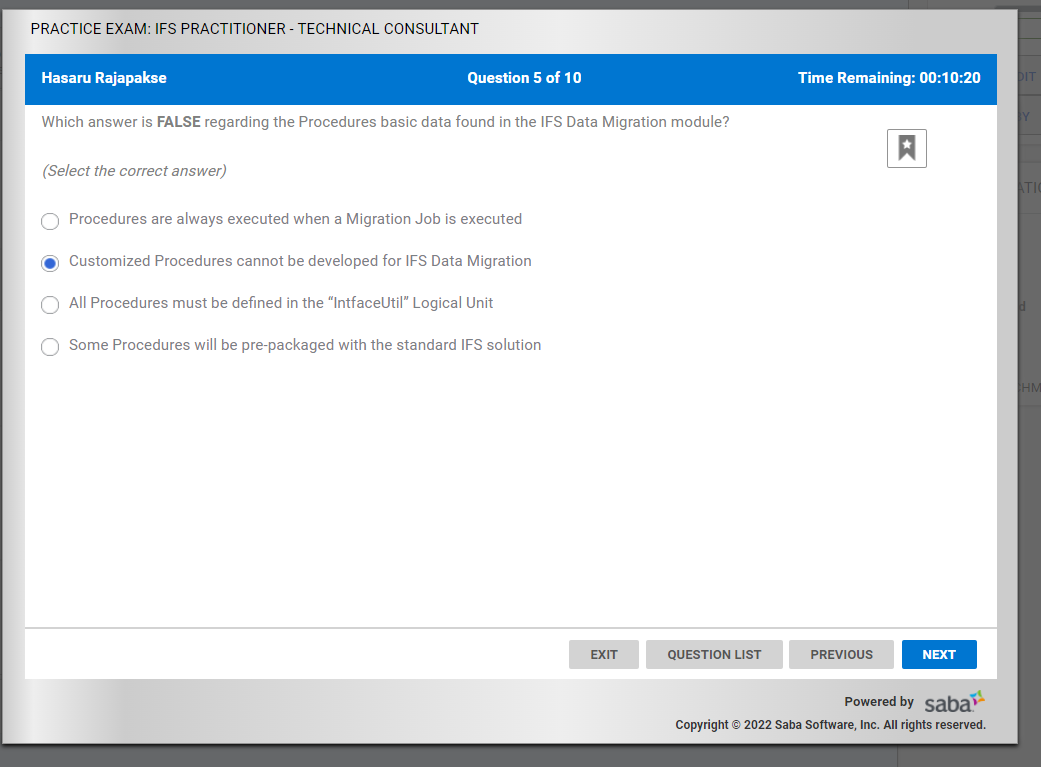 PRACTICE EXAM: IFS PRACTITIONER - TECHNICAL CONSULTANT
Hasaru Rajapakse
Question 5 of 10
Time Remaining: 00:10:20
Which answer is FALSE regarding the Procedures basic data found in the IFS Data Migration module?
(Select the correct answer)
Procedures are always executed when a Migration Job is executed
Customized Procedures cannot be developed for IFS Data Migration
All Procedures must be defined in the “IntfaceUtil” Logical Unit
Some Procedures will be pre-packaged with the standard IFS solution
EXIT
QUESTION LIST
PREVIOUS
NEXT
Powered by saba
Copyright © 2022 Saba Software, Inc. All rights reserved.